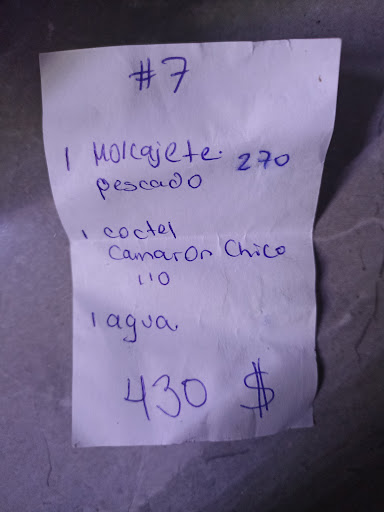 #7
1 Molcajete. 270
pescado
1 coctel
Camaron Chico
110
1 agua.
430 $